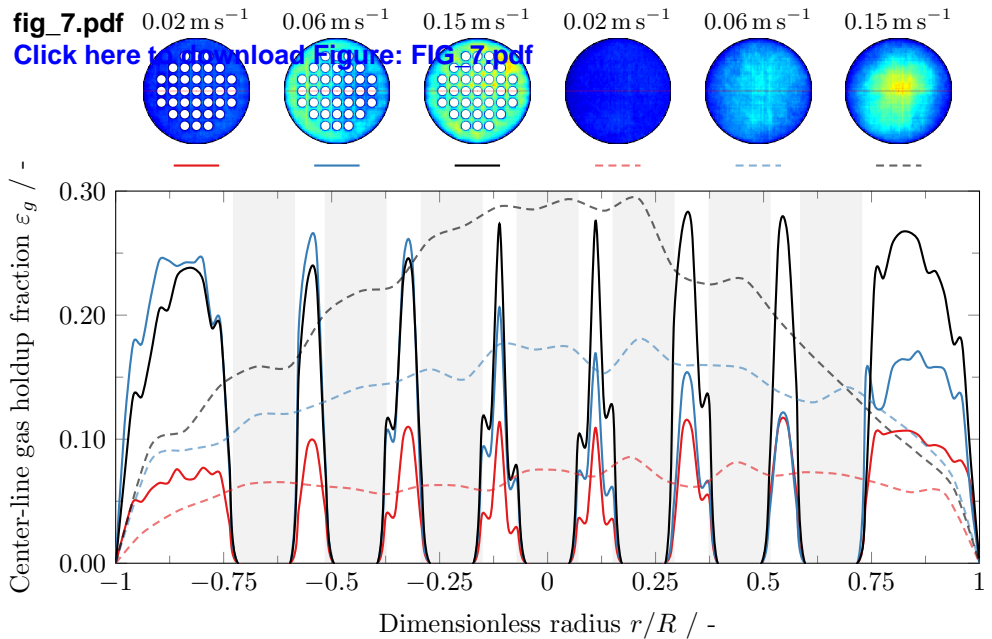 fig_7.pdf
0.02 m s⁻¹ 0.06 m s⁻¹ 0.15 m s⁻¹ 0.02 m s⁻¹ 0.06 m s⁻¹ 0.15 m s⁻¹
Click here to download Figure: FIG_7.pdf
Center-line gas holdup fraction ε_g / -
0.30
0.20
0.10
0.00
−1 −0.75 −0.5 −0.25 0 0.25 0.5 0.75 1
Dimensionless radius r/R / -